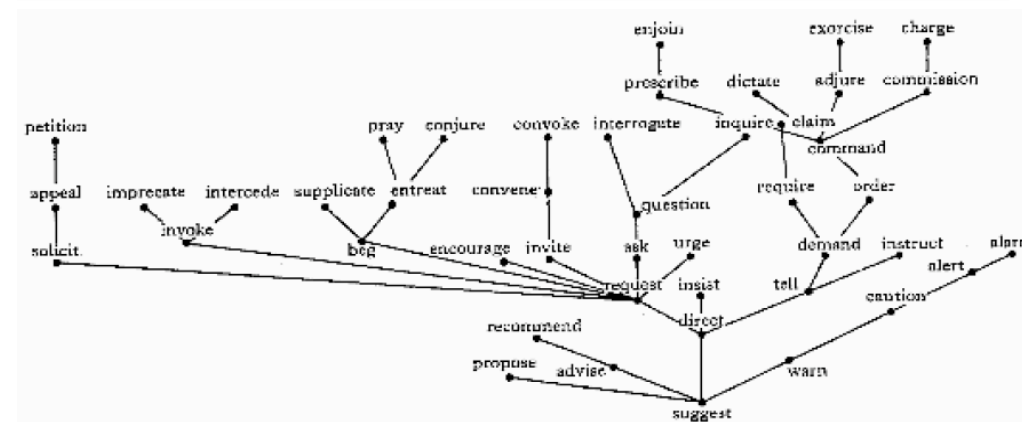 enjoin exorcise charge
prescribe dictate adjure commission
petition pray conjure convoke interrogate inquire claim
command
appeal imprecate intercede supplicate entreat convene require order
question
invoke
solicit beg encourage invite ask urge demand instruct alarm
alert
request insist tell
caution
direct
recommend
propose advise warn
suggest